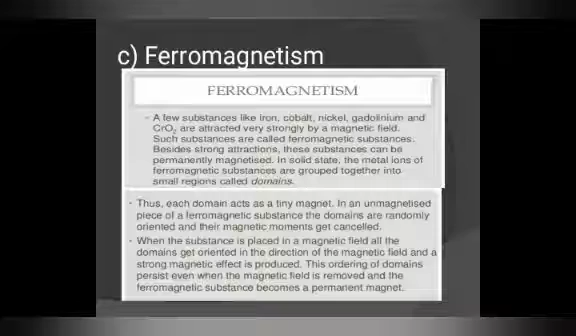 c) Ferromagnetism
FERROMAGNETISM
- A few substances like iron, cobalt, nickel, gadolinium and
CrO₂ are attracted very strongly by a magnetic field.
Such substances are called ferromagnetic substances.
Besides strong attractions, these substances can be
permanently magnetised. In solid state, the metal ions of
ferromagnetic substances are grouped together into
small regions called domains.
• Thus, each domain acts as a tiny magnet. In an unmagnetised
piece of a ferromagnetic substance the domains are randomly
oriented and their magnetic moments get cancelled.
• When the substance is placed in a magnetic field all the
domains get oriented in the direction of the magnetic field and a
strong magnetic effect is produced. This ordering of domains
persist even when the magnetic field is removed and the
ferromagnetic substance becomes a permanent magnet.